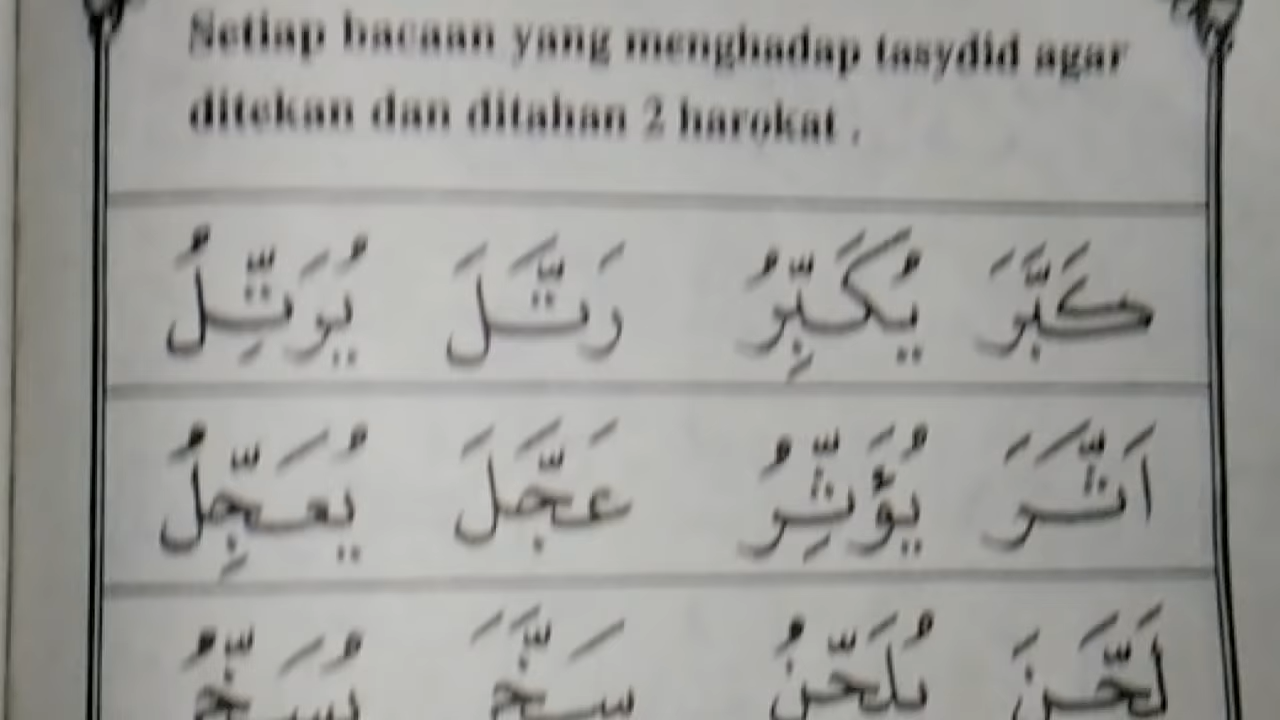 Setiap bacaan yang menghadap tasydid agar
ditekan dan ditahan 2 harokat .
كَبَّرَ يُكَبِّرُ رَتَّلَ يُرَتِّلُ
اَثَّرَ يُؤَثِّرُ عَجَّلَ يُعَجِّلُ
لَحَّنَ يُلَحِّنُ